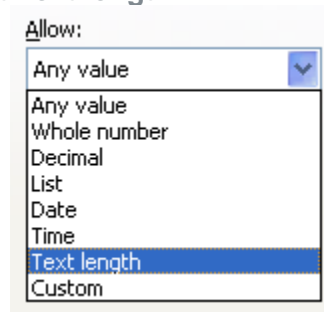 Allow:
Any value
Any value
Whole number
Decimal
List
Date
Time
Text length
Custom